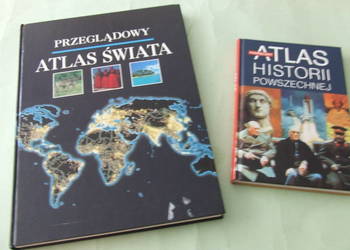 PRZEGLĄDOWY
ATLAS ŚWIATA
ATLAS
HISTORII
POWSZECHNEJ